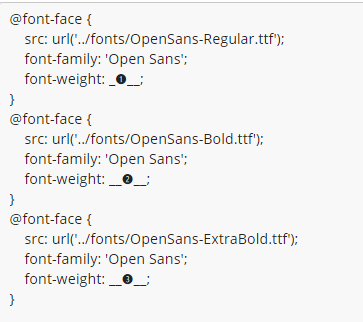 @font-face {
src: url('../fonts/OpenSans-Regular.ttf');
font-family: 'Open Sans';
font-weight: _❶__;
}
@font-face {
src: url('../fonts/OpenSans-Bold.ttf');
font-family: 'Open Sans';
font-weight: __❷__;
}
@font-face {
src: url('../fonts/OpenSans-ExtraBold.ttf');
font-family: 'Open Sans';
font-weight: __❸__;
}